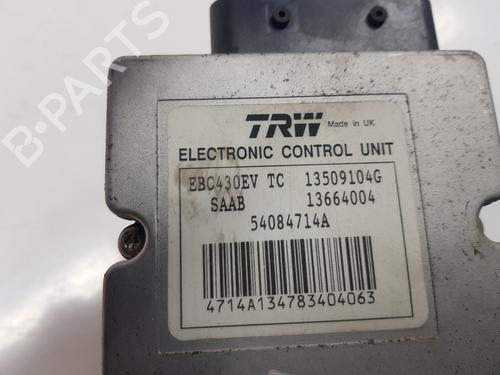 TRW Made in UK
ELECTRONIC CONTROL UNIT
EBC430EV TC 13509104G
SAAB 13664004
54084714A
4714A134783404063
B-PARTS